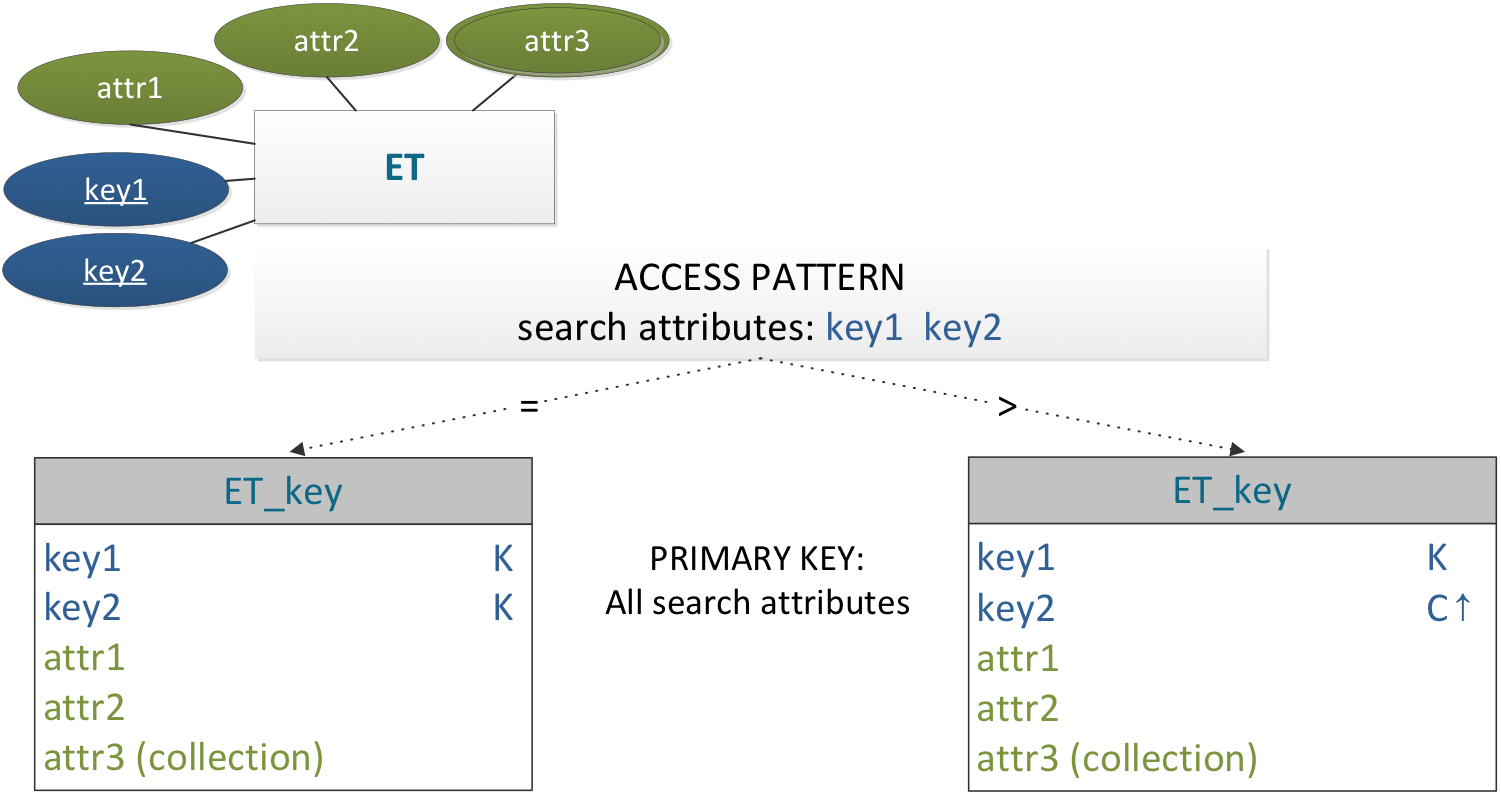 attr2
attr3
attr1
ET
key1
key2
ACCESS PATTERN
search attributes: key1 key2
=
>
ET_key
key1 K
key2 K
attr1
attr2
attr3 (collection)
PRIMARY KEY:
All search attributes
ET_key
key1 K
key2 C↑
attr1
attr2
attr3 (collection)